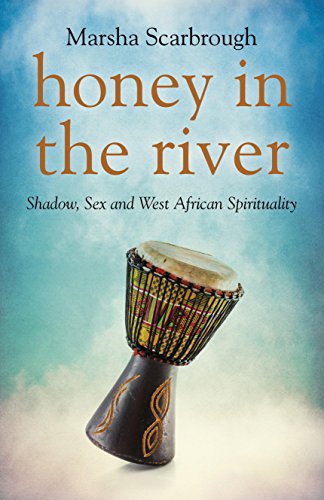 Marsha Scarbrough
honey in
the river
Shadow, Sex and West African Spirituality